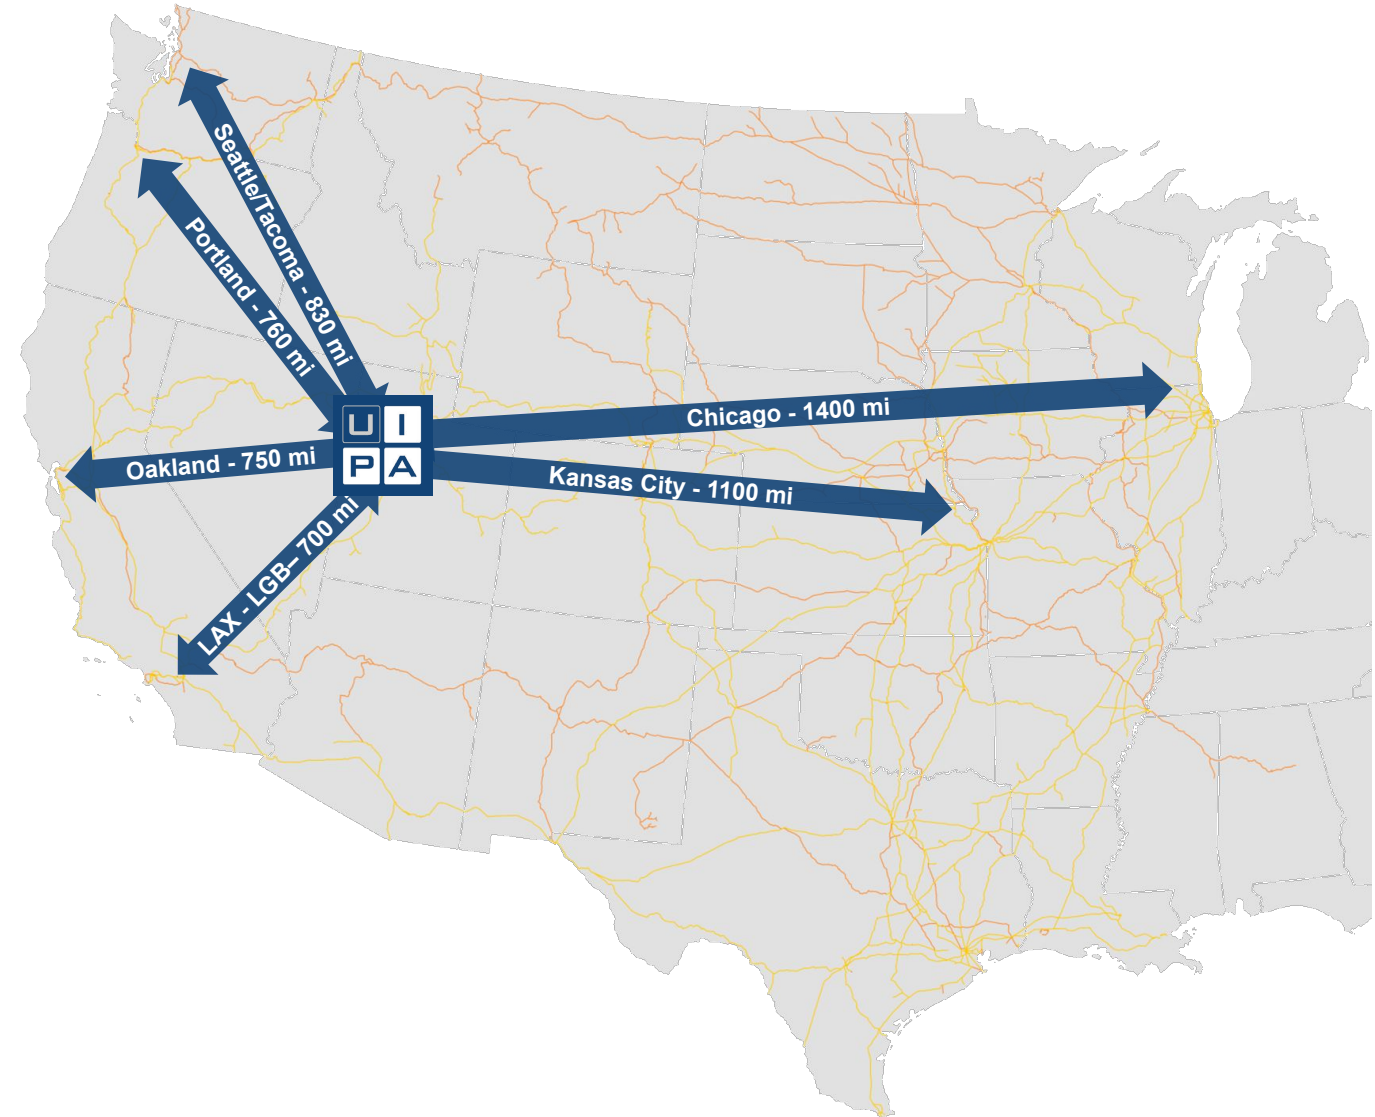 Seattle/Tacoma - 830 mi
Portland - 760 mi
Chicago - 1400 mi
U I
P A
Oakland - 750 mi
Kansas City - 1100 mi
LAX - LGB– 700 mi